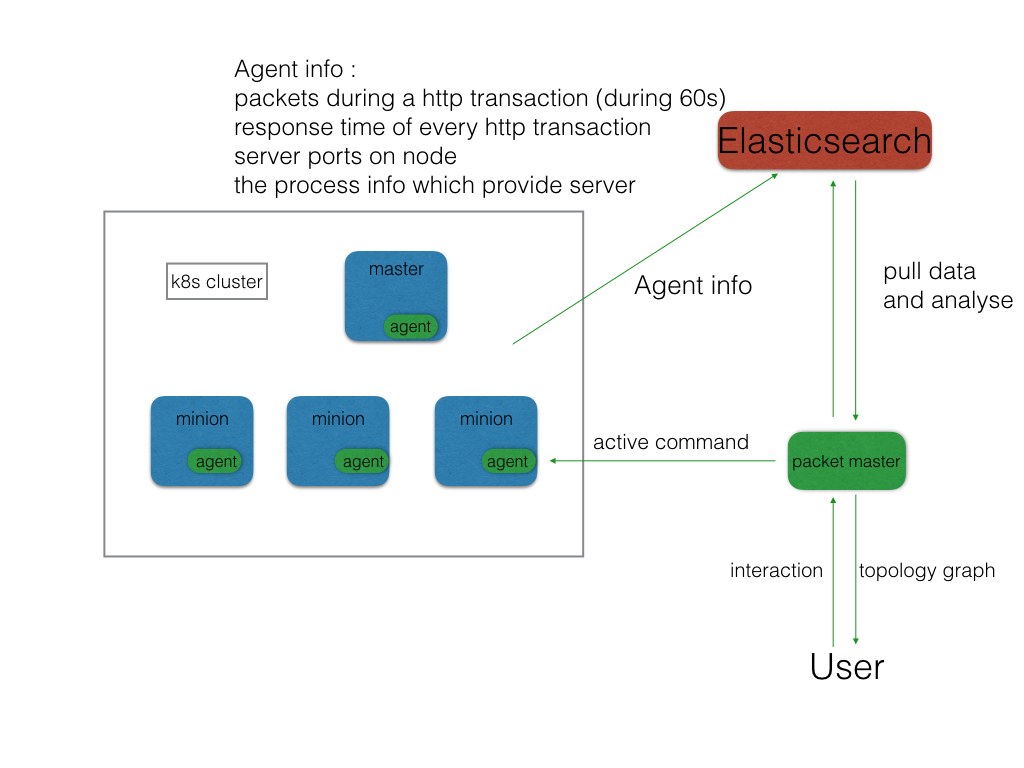 Agent info :
packets during a http transaction (during 60s)
response time of every http transaction
server ports on node
the process info which provide server
Elasticsearch
k8s cluster
master
agent
Agent info
pull data
and analyse
minion
agent
minion
agent
minion
agent
active command
packet master
interaction
topology graph
User